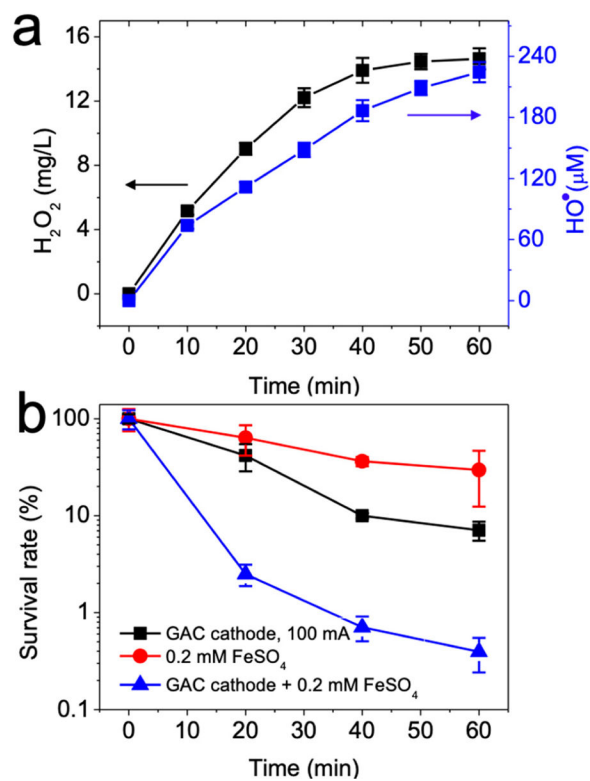 a
H₂O₂ (mg/L)
16
12
8
4
0
240
180
120
60
0
HO•(μM)
0 10 20 30 40 50 60
Time (min)
b
Survival rate (%)
100
10
1
0.1
GAC cathode, 100 mA
0.2 mM FeSO₄
GAC cathode + 0.2 mM FeSO₄
0 10 20 30 40 50 60
Time (min)